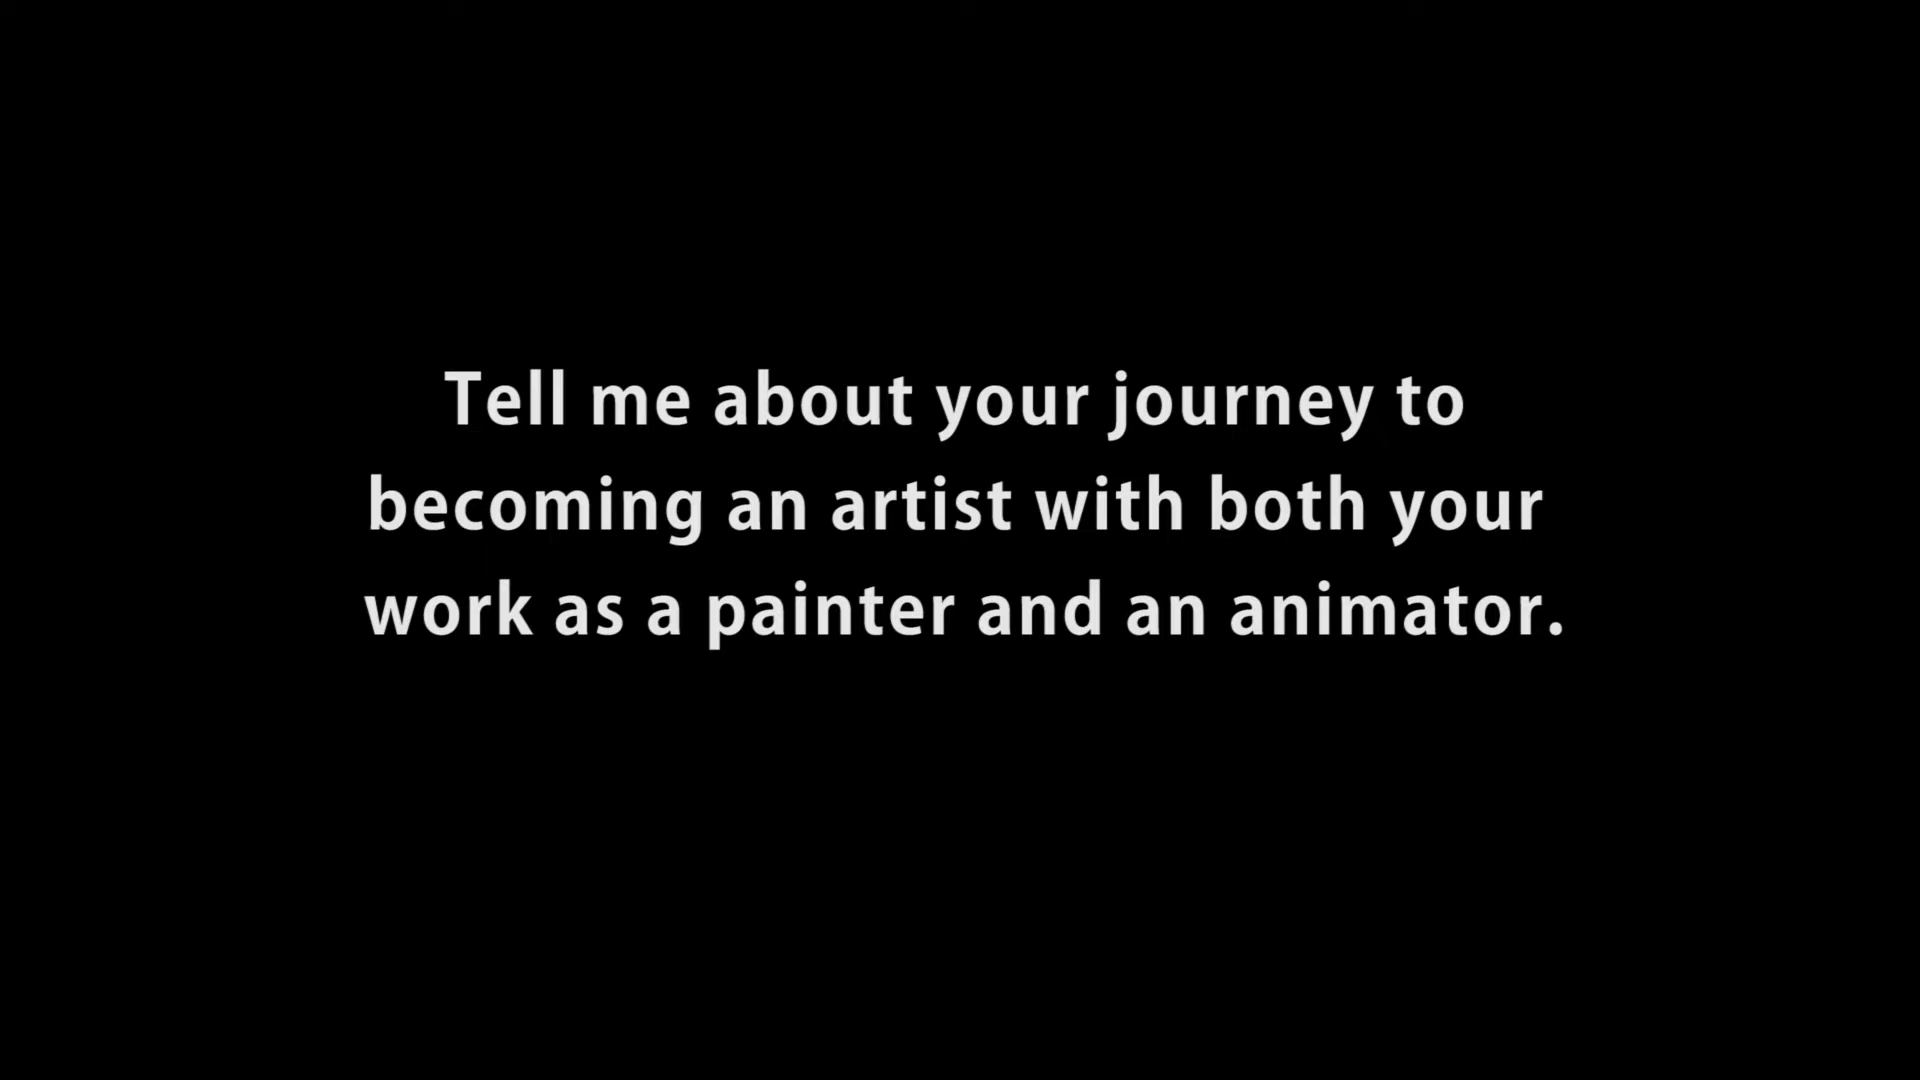 Tell me about your journey to
becoming an artist with both your
work as a painter and an animator.